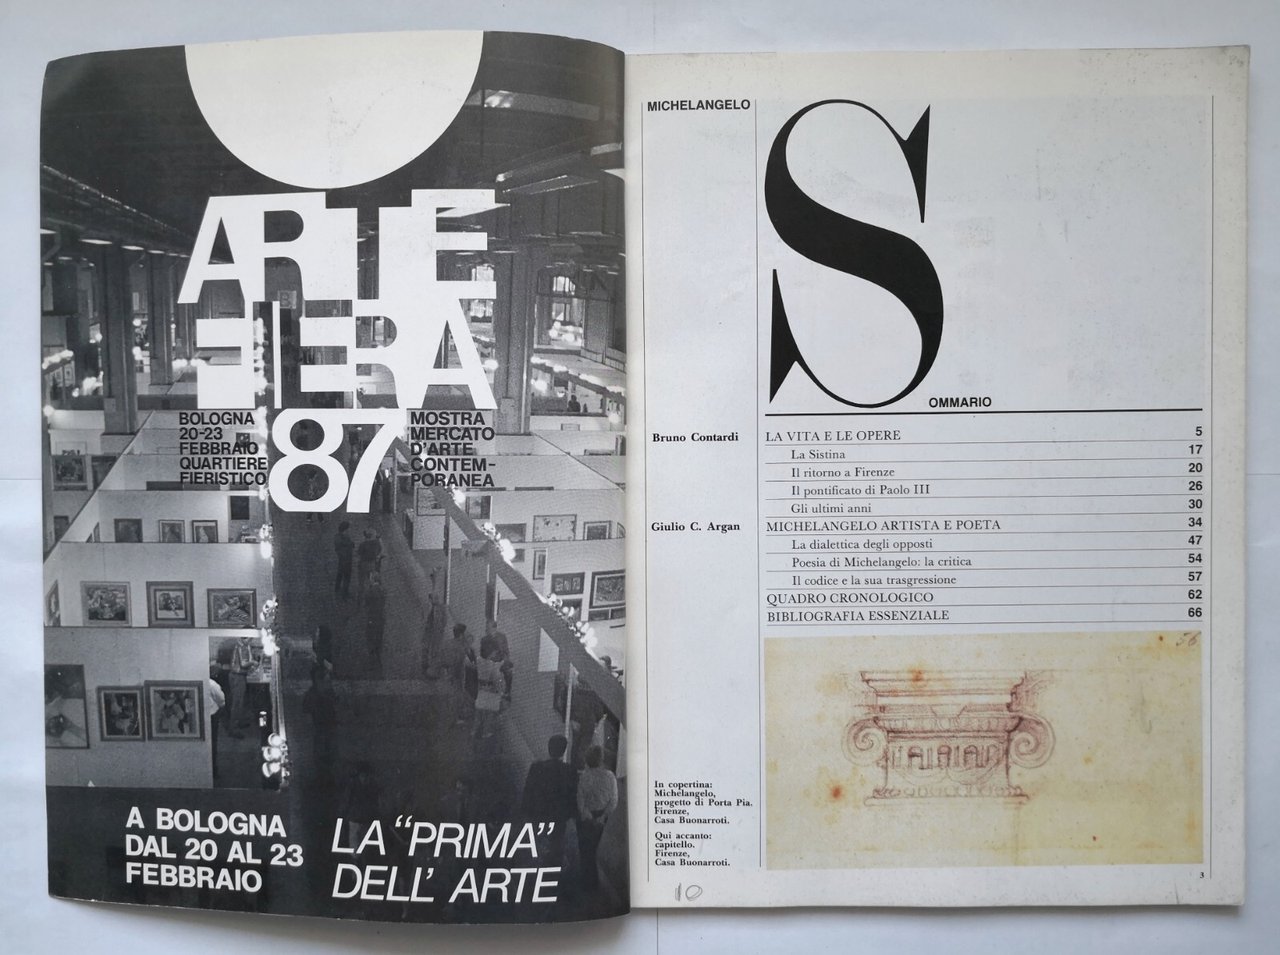 ARTE
FIERA
87
BOLOGNA
20-23
FEBBRAIO
QUARTIERE
FIERISTICO
MOSTRA
MERCATO
D'ARTE
CONTEM-
PORANEA
A BOLOGNA
DAL 20 AL 23
FEBBRAIO
LA "PRIMA"
DELL' ARTE
MICHELANGELO
SOMMARIO
Bruno Contardi LA VITA E LE OPERE 5
La Sistina 17
Il ritorno a Firenze 20
Il pontificato di Paolo III 26
Gli ultimi anni 30
Giulio C. Argan MICHELANGELO ARTISTA E POETA 34
La dialettica degli opposti 47
Poesia di Michelangelo: la critica 54
Il codice e la sua trasgressione 57
QUADRO CRONOLOGICO 62
BIBLIOGRAFIA ESSENZIALE 66
56
In copertina:
Michelangelo,
progetto di Porta Pia.
Firenze,
Casa Buonarroti.
Qui accanto:
capitello.
Firenze,
Casa Buonarroti.
3
10